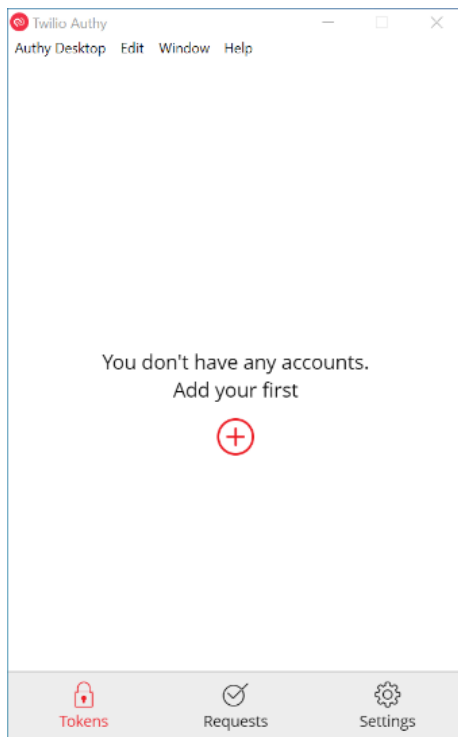 Twilio Authy
Authy Desktop Edit Window Help
You don't have any accounts.
Add your first
Tokens Requests Settings